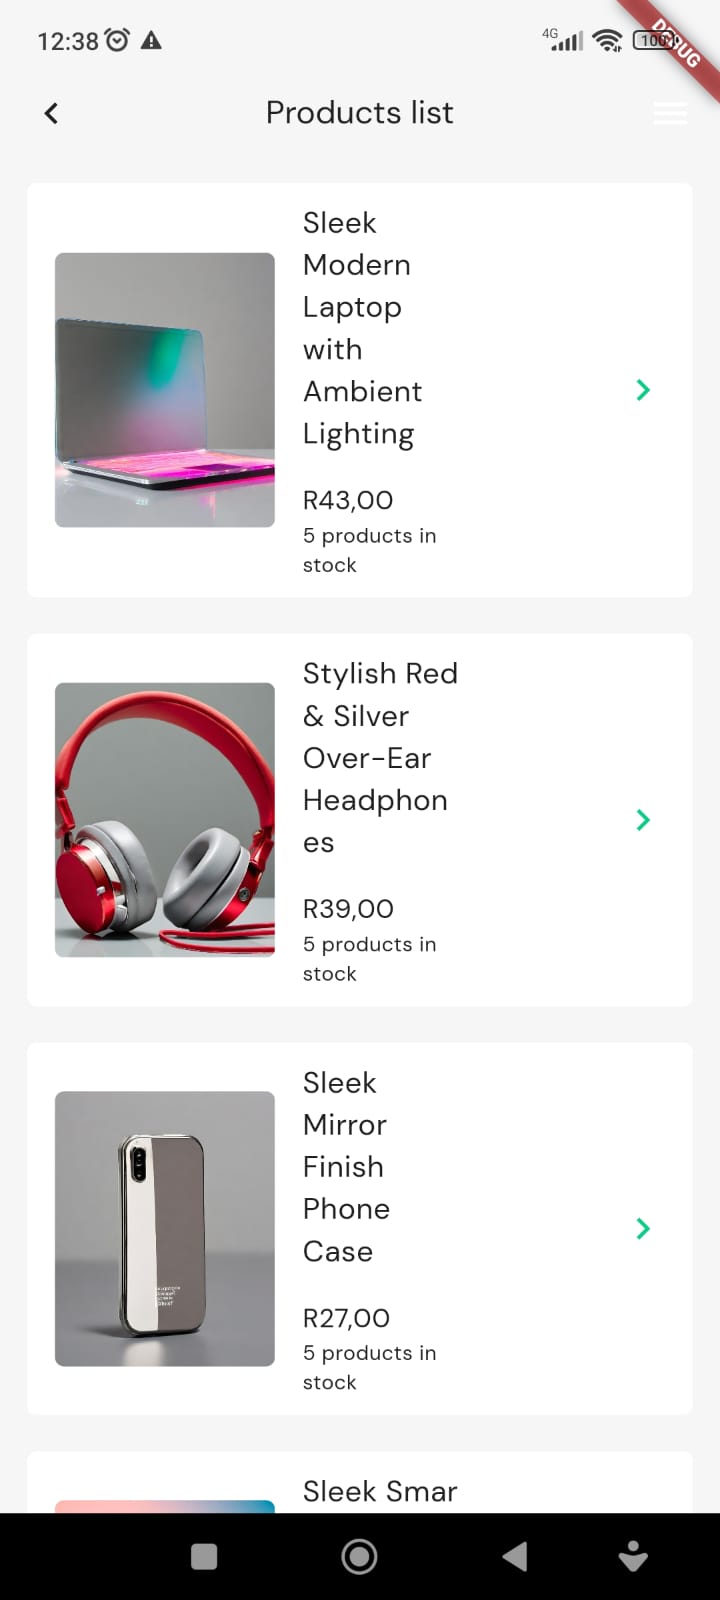 12:38
4G
100
DEBUG
Products list
Sleek
Modern
Laptop
with
Ambient
Lighting
R43,00
5 products in
stock
Stylish Red
& Silver
Over-Ear
Headphon
es
R39,00
5 products in
stock
Sleek
Mirror
Finish
Phone
Case
R27,00
5 products in
stock
Sleek Smar